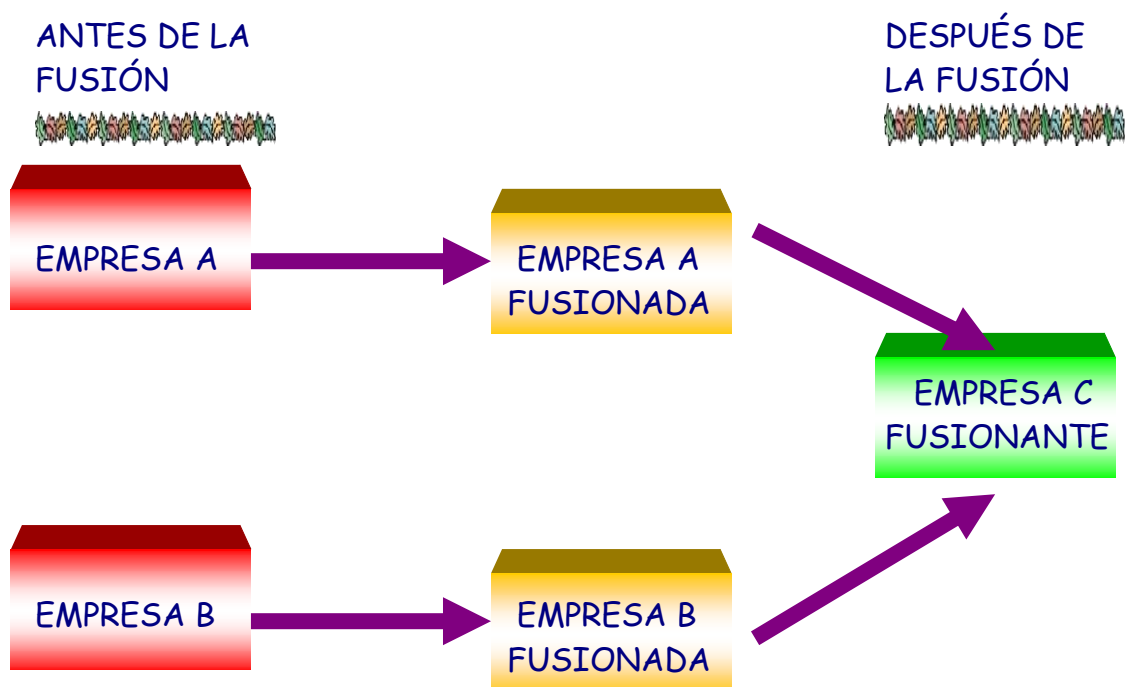 ANTES DE LA
FUSIÓN
DESPUÉS DE
LA FUSIÓN
EMPRESA A
EMPRESA A
FUSIONADA
EMPRESA C
FUSIONANTE
EMPRESA B
EMPRESA B
FUSIONADA